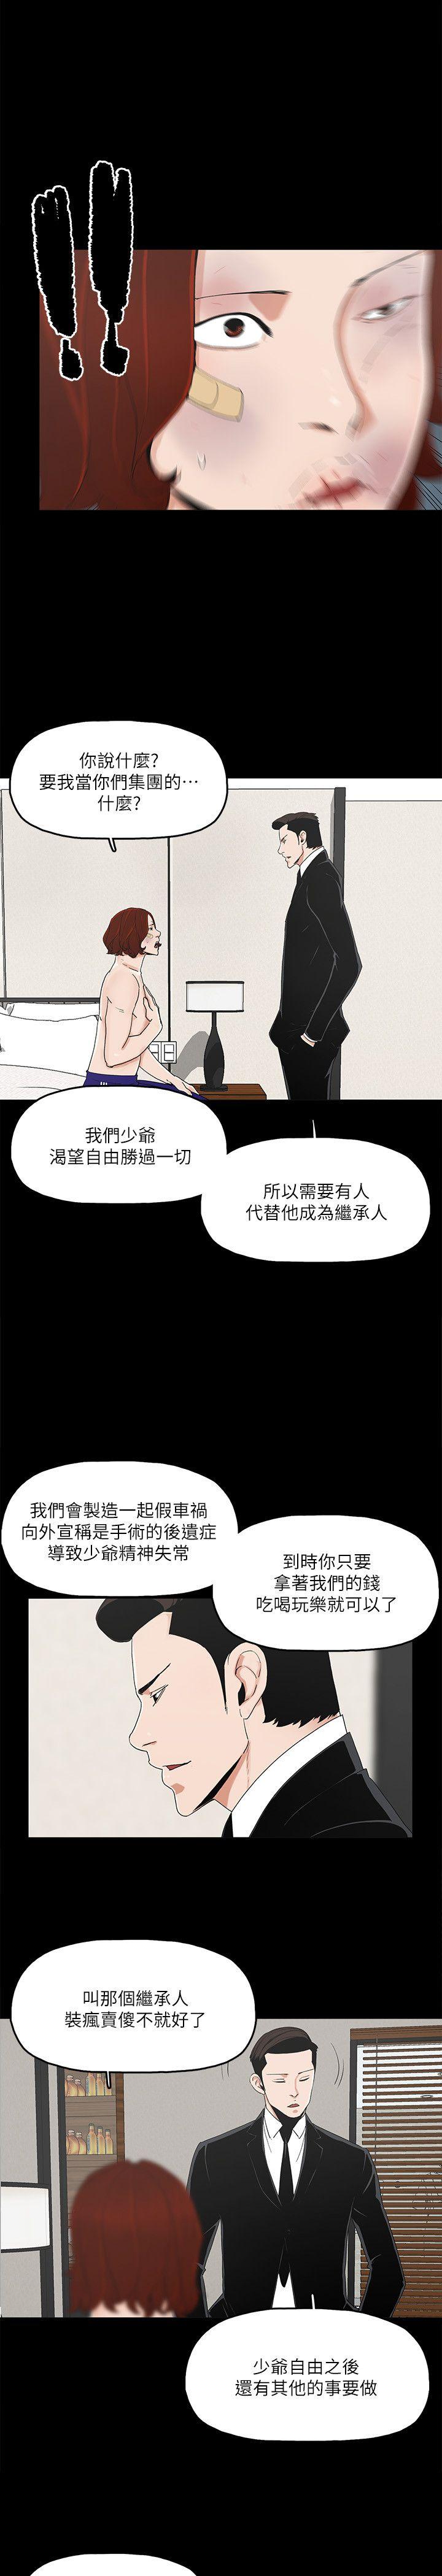 !!
你說什麼?
要我當你們集團的…
什麼?
我們少爺
渴望自由勝過一切
所以需要有人
代替他成為繼承人
我們會製造一起假車禍
向外宣稱是手術的後遺症
導致少爺精神失常
到時你只要
拿著我們的錢
吃喝玩樂就可以了
叫那個繼承人
裝瘋賣傻不就好了
少爺自由之後
還有其他的事要做